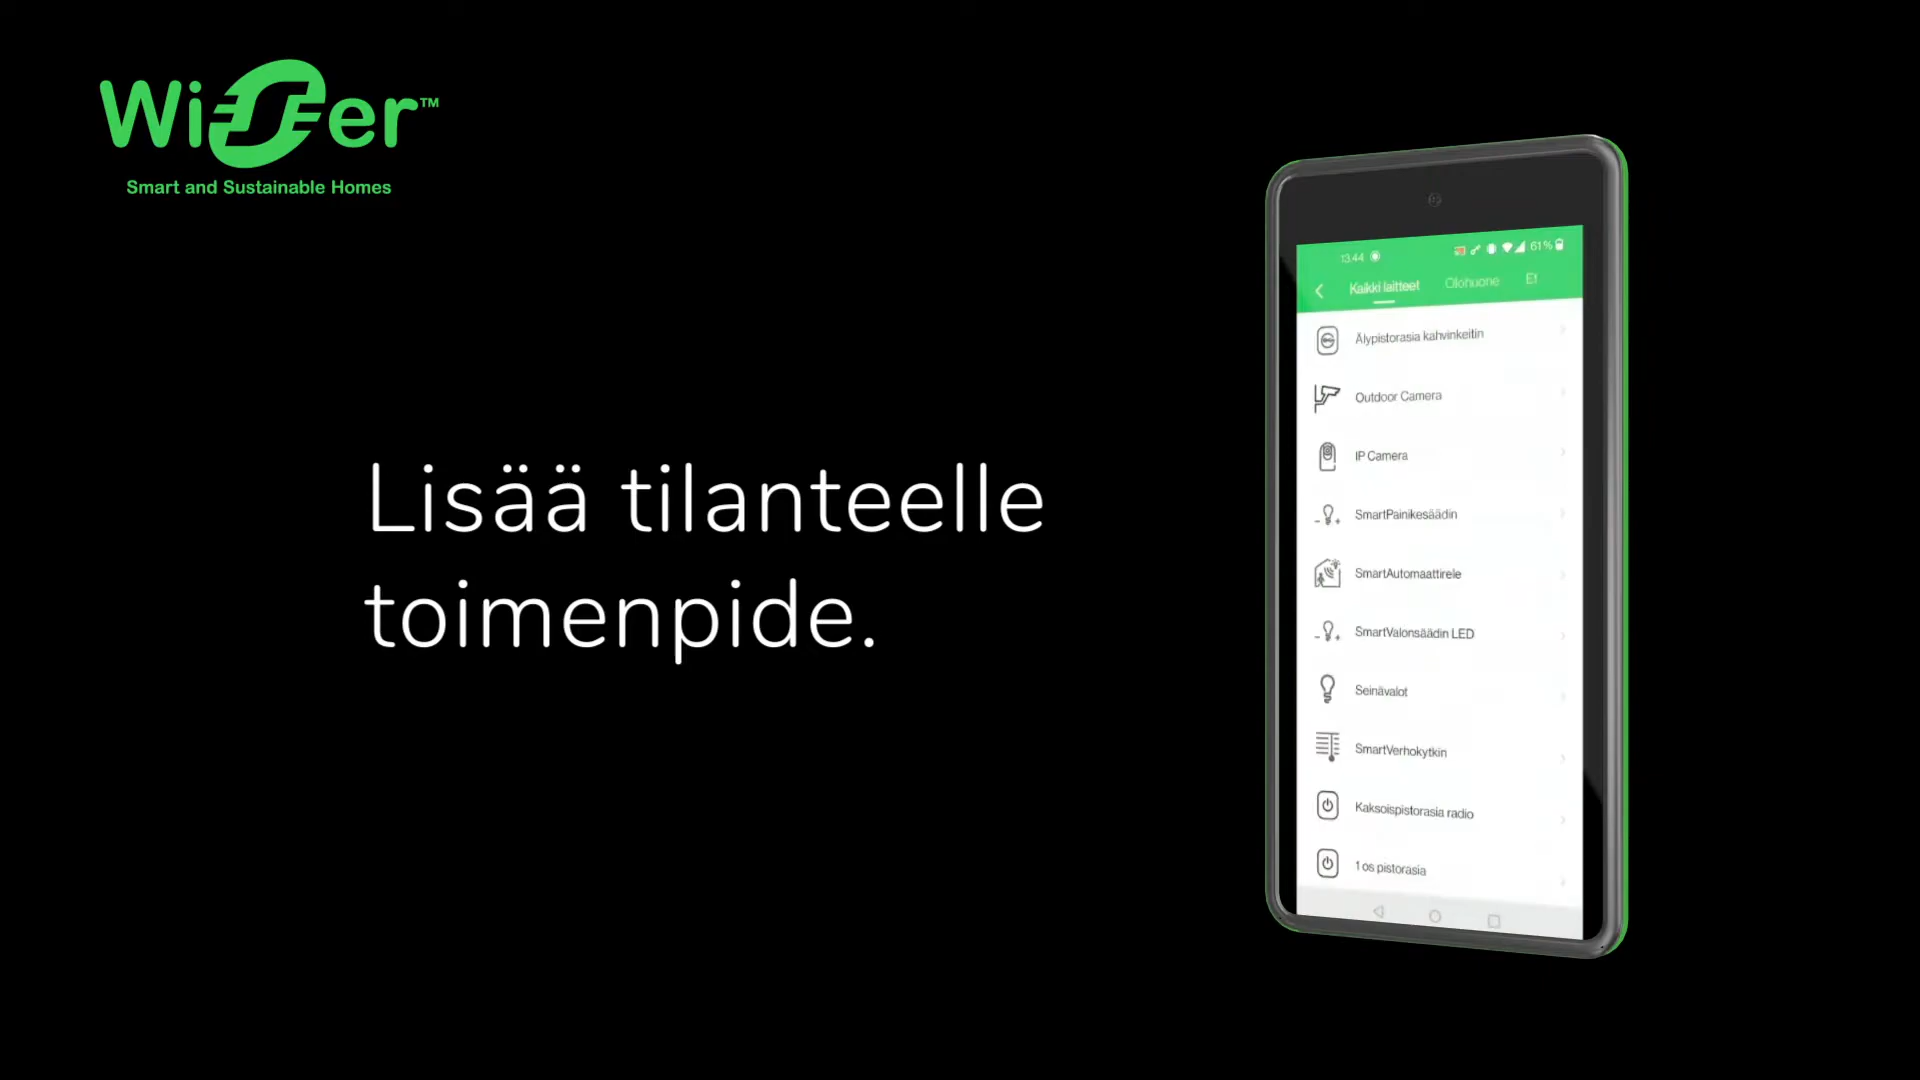 Wiser™
Smart and Sustainable Homes
Lisää tilanteelle
toimenpide.
13.44
61%
Kaikki laitteet
Olohuone
Älypistorasia kahvinkeitin
Outdoor Camera
IP Camera
SmartPainikesäädin
SmartAutomaattirele
SmartValonsäädin LED
Seinävalot
SmartVerhokytkin
Kaksoispistorasia radio
1 os pistorasia